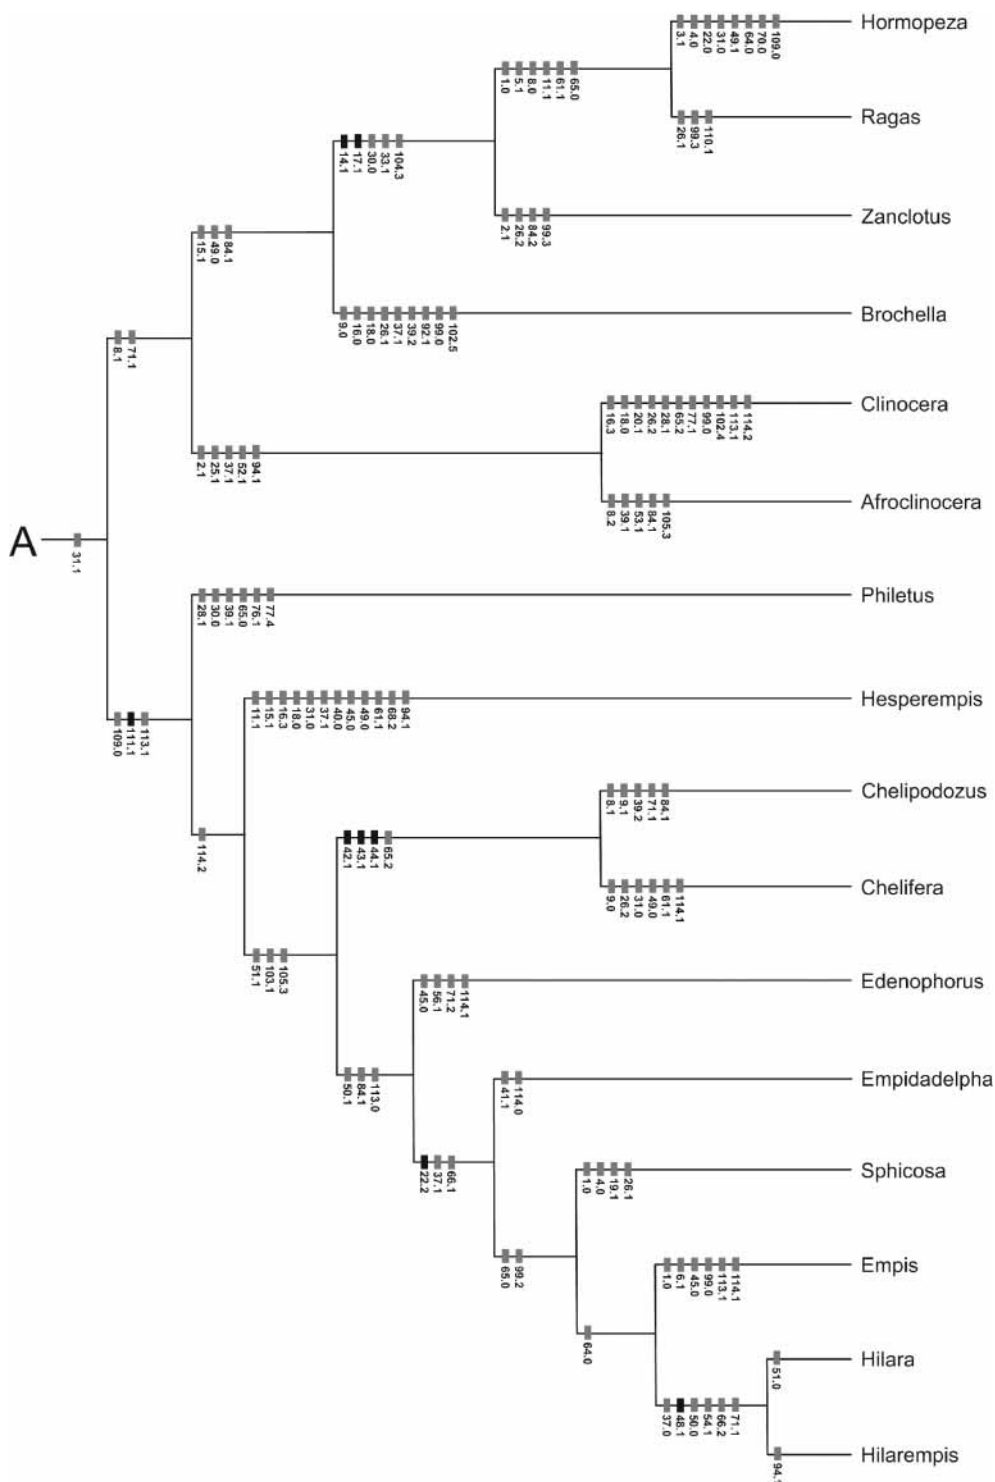 3.1 4.0 22.0 31.0 49.1 64.0 70.0 109.0
Hormopeza
1.0 5.1 8.0 11.1 61.1 65.0
26.1 99.3 110.1
Ragas
14.1 17.1 30.0 33.1 104.3
2.1 26.2 84.2 99.3
Zanclotus
15.1 49.0 84.1
9.0 16.0 18.0 26.1 37.1 39.2 92.1 99.0 102.5
Brochella
8.1 71.1
16.3 18.0 20.1 26.2 28.1 65.2 77.1 99.0 102.4 113.1 114.2
Clinocera
2.1 25.1 37.1 52.1 94.1
8.2 39.1 53.1 84.1 105.3
Afroclinocera
A
31.1
28.1 30.0 39.1 65.0 76.1 77.4
Philetus
109.0 111.1 113.1
11.1 15.1 16.3 18.0 31.0 37.1 40.0 45.0 49.0 61.1 68.2 94.1
Hesperempis
8.1 9.1 39.2 71.1 84.1
Chelipodozus
114.2
42.1 43.1 44.1 65.2
9.0 26.2 31.0 49.0 61.1 114.1
Chelifera
51.1 103.1 105.3
45.0 56.1 71.2 114.1
Edenophorus
50.1 84.1 113.0
41.1 114.0
Empidadelpha
22.2 37.1 66.1
1.0 4.0 19.1 26.1
Sphicosa
65.0 99.2
1.0 6.1 45.0 99.0 113.1 114.1
Empis
64.0
51.0
Hilara
37.0 48.1 50.0 54.1 66.2 71.1
94.1
Hilarempis